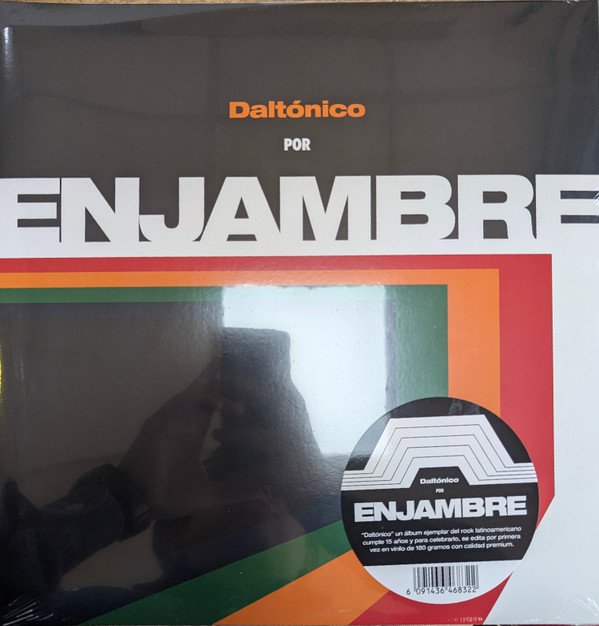 Daltónico
POR
ENJAMBRE
Daltónico
POR
ENJAMBRE
"Daltónico" un álbum ejemplar del rock latinoamericano
cumple 15 años y para celebrarlo, se edita por primera
vez en vinilo de 180 gramos con calidad premium.
6 091436 468322